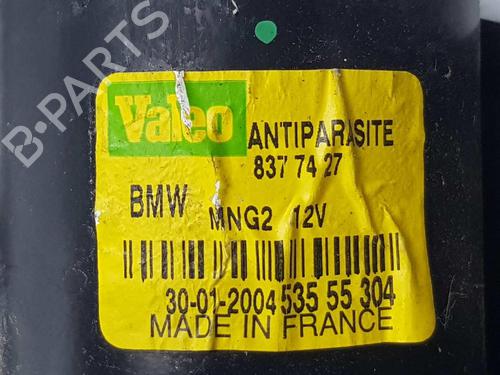 B-PARTS
Valeo
ANTIPARASITE
837 74 27
BMW MNG2 12V
30-01-2004 535 55 304
MADE IN FRANCE